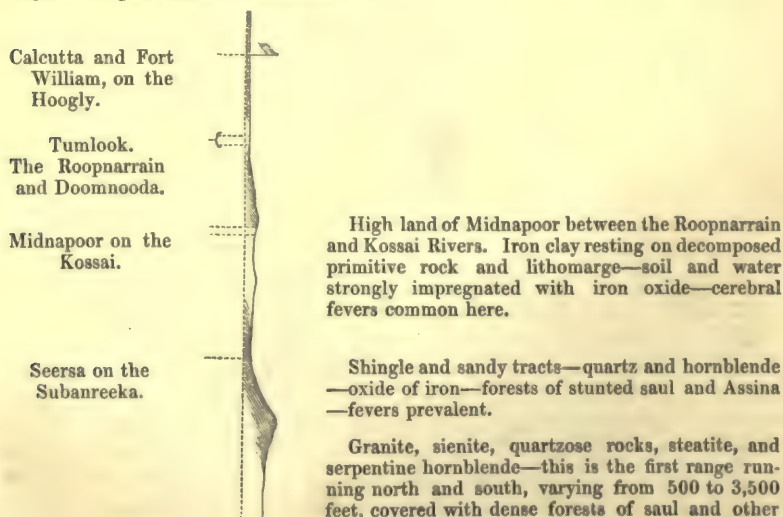 Calcutta and Fort
William, on the
Hoogly.
Tumlook.
The Roopnarrain
and Doomnooda.
Midnapoor on the
Kossai.
High land of Midnapoor between the Roopnarrain
and Kossai Rivers. Iron clay resting on decomposed
primitive rock and lithomarge—soil and water
strongly impregnated with iron oxide—cerebral
fevers common here.
Seersa on the
Subanreeka.
Shingle and sandy tracts—quartz and hornblende
—oxide of iron—forests of stunted saul and Assina
—fevers prevalent.
Granite, sienite, quartzose rocks, steatite, and
serpentine hornblende—this is the first range run-
ning north and south, varying from 500 to 3,500
feet, covered with dense forests of saul and other